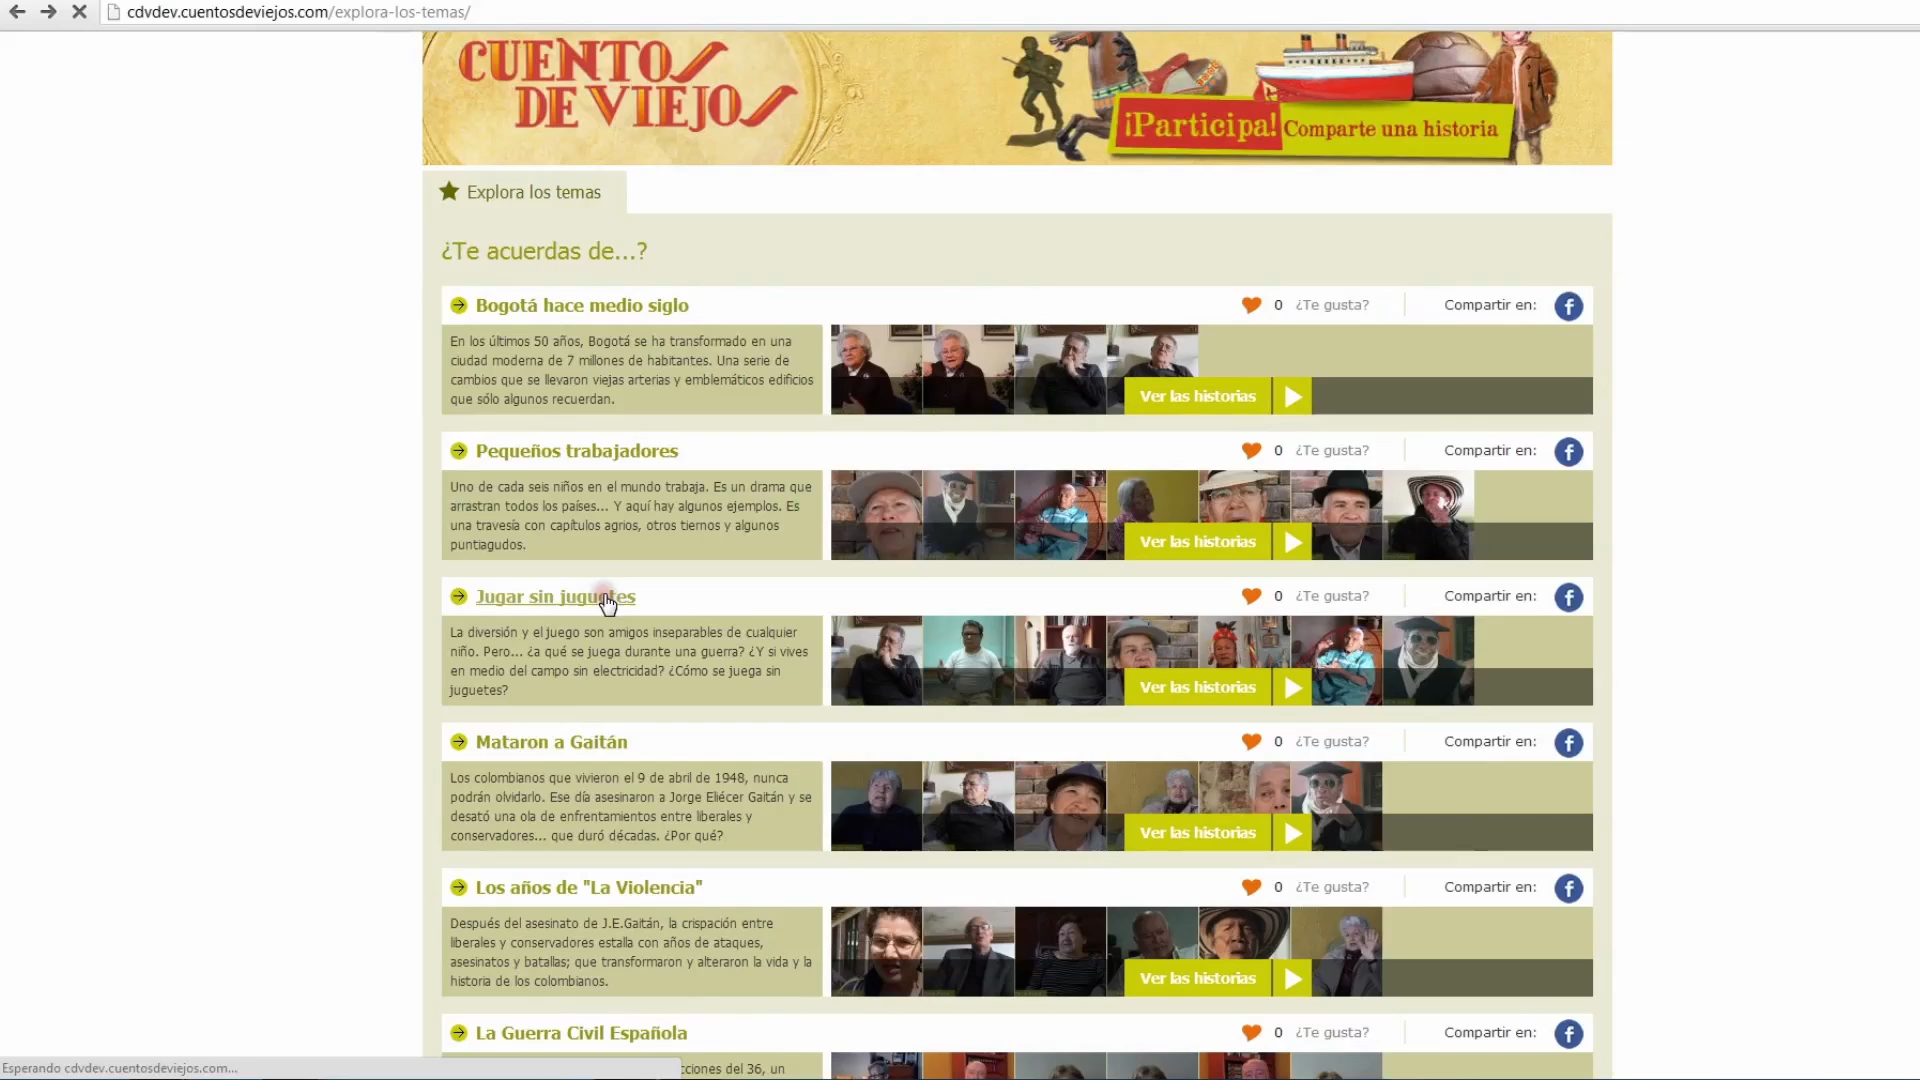 cdvdev.cuentosdeviejos.com/explora-los-temas/
CUENTOS
DE VIEJOS
¡Participa! Comparte una historia
Explora los temas
¿Te acuerdas de...?
Bogotá hace medio siglo
0 ¿Te gusta? Compartir en:
En los últimos 50 años, Bogotá se ha transformado en una
ciudad moderna de 7 millones de habitantes. Una serie de
cambios que se llevaron viejas arterias y emblemáticos edificios
que sólo algunos recuerdan.
Ver las historias
Pequeños trabajadores
0 ¿Te gusta? Compartir en:
Uno de cada seis niños en el mundo trabaja. Es un drama que
arrastran todos los países... Y aquí hay algunos ejemplos. Es
una travesía con capítulos agrios, otros tiernos y algunos
puntiagudos.
Ver las historias
Jugar sin juguetes
0 ¿Te gusta? Compartir en:
La diversión y el juego son amigos inseparables de cualquier
niño. Pero... ¿a qué se juega durante una guerra? ¿Y si vives
en medio del campo sin electricidad? ¿Cómo se juega sin
juguetes?
Ver las historias
Mataron a Gaitán
0 ¿Te gusta? Compartir en:
Los colombianos que vivieron el 9 de abril de 1948, nunca
podrán olvidarlo. Ese día asesinaron a Jorge Eliécer Gaitán y se
desató una ola de enfrentamientos entre liberales y
conservadores... que duró décadas. ¿Por qué?
Ver las historias
Los años de "La Violencia"
0 ¿Te gusta? Compartir en:
Después del asesinato de J.E.Gaitán, la crispación entre
liberales y conservadores estalla con años de ataques,
asesinatos y batallas; que transformaron y alteraron la vida y la
historia de los colombianos.
Ver las historias
La Guerra Civil Española
0 ¿Te gusta? Compartir en:
cciones del 36, un
Esperando cdvdev.cuentosdeviejos.com...